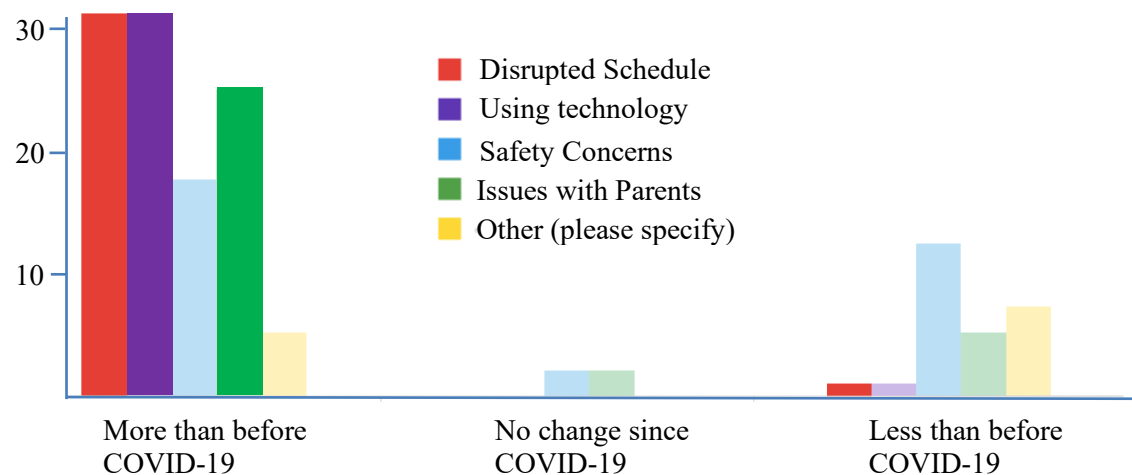 30
20
10
Disrupted Schedule
Using technology
Safety Concerns
Issues with Parents
Other (please specify)
More than before
COVID-19
No change since
COVID-19
Less than before
COVID-19